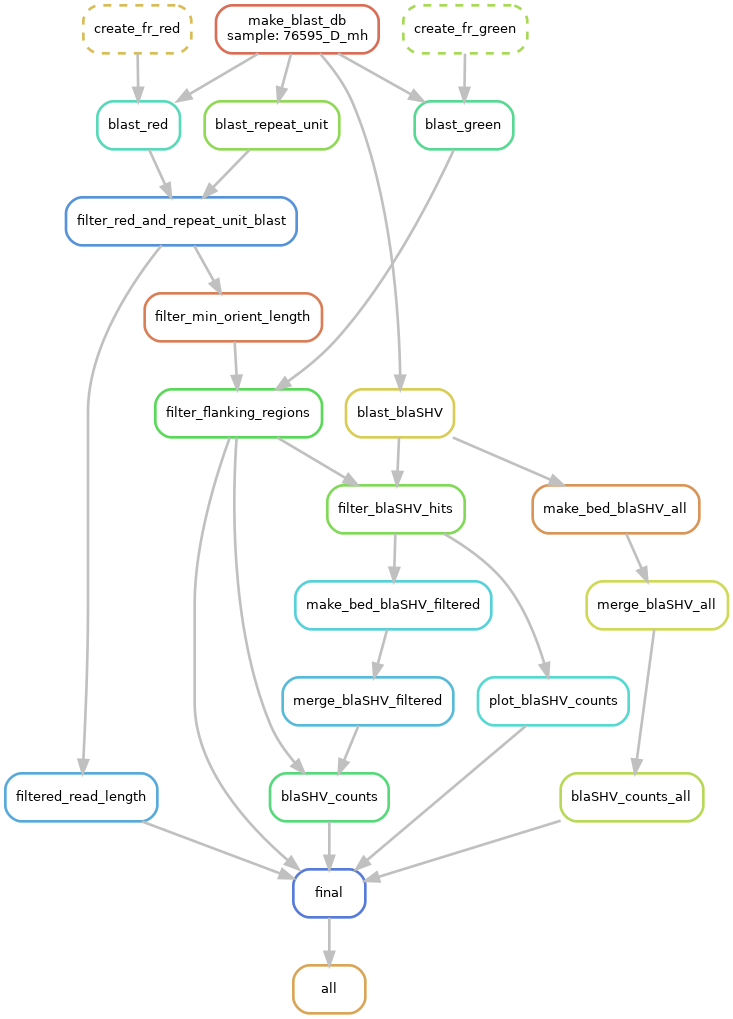 create_fr_red
make_blast_db
sample: 76595_D_mh
create_fr_green
blast_red
blast_repeat_unit
blast_green
filter_red_and_repeat_unit_blast
filter_min_orient_length
filter_flanking_regions
blast_blaSHV
filter_blaSHV_hits
make_bed_blaSHV_all
make_bed_blaSHV_filtered
merge_blaSHV_all
merge_blaSHV_filtered
plot_blaSHV_counts
filtered_read_length
blaSHV_counts
blaSHV_counts_all
final
all